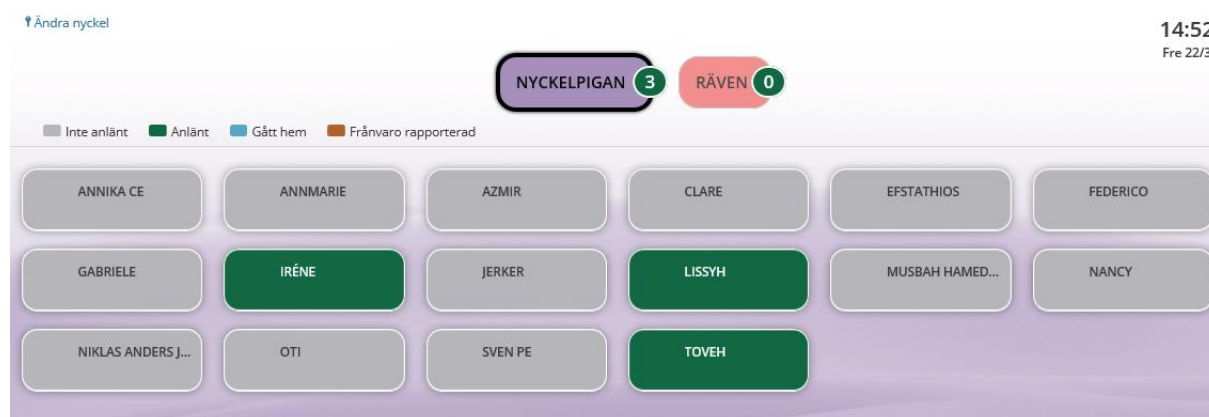 Ändra nyckel
14:52
Fre 22/3
NYCKELPIGAN 3 RÄVEN 0
Inte anlänt Anlänt Gått hem Frånvaro rapporterad
ANNIKA CE ANNMARIE AZMIR CLARE EFSTATHIOS FEDERICO
GABRIELE IRÉNE JERKER LISSYH MUSBAH HAMED... NANCY
NIKLAS ANDERS J... OTI SVEN PE TOVEH